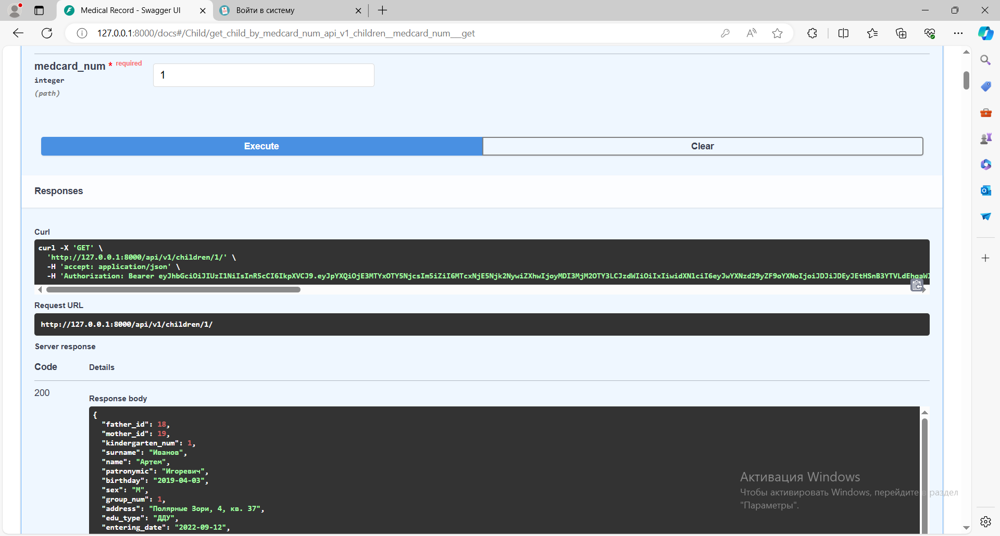 Medical Record - Swagger UI
Войти в систему
127.0.0.1:8000/docs#/Child/get_child_by_medcard_num_api_v1_children__medcard_num___get
medcard_num * required
1
integer
(path)
Execute
Clear
Responses
Curl
curl -X 'GET' \
'http://127.0.0.1:8000/api/v1/children/1/' \
-H 'accept: application/json' \
-H 'Authorization: Bearer
Request URL
http://127.0.0.1:8000/api/v1/children/1/
Server response
Code
Details
200
Response body
{
"father_id": 18,
"mother_id": 19,
"kindergarten_num": 1,
"surname": "Иванов",
"name": "Артем",
"patronymic": "Игоревич",
"birthday": "2019-04-03",
"sex": "М",
"group_num": 1,
"address": "Полярные Зори, 4, кв. 37",
"edu_type": "ДДУ",
"entering_date": "2022-09-12",
Активация Windows
Чтобы активировать Windows, перейдите в раздел
"Параметры".